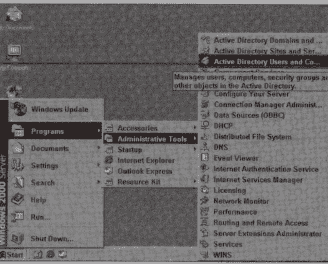 Active Directory Domains and ...
Active Directory Sites and Ser...
Active Directory Users and Co...
Manages users, computers, security groups a
other objects in the Active Directory.
Configure Your Server
Connection Manager Administ...
Data Sources (ODBC)
DHCP
Distributed File System
DNS
Event Viewer
Internet Authentication Service
Internet Services Manager
Licensing
Network Monitor
Performance
Routing and Remote Access
Server Extensions Administrator
Services
WINS
Windows Update
Programs
Documents
Settings
Search
Help
Run...
Shut Down...
Accessories
Administrative Tools
Startup
Internet Explorer
Outlook Express
Resource Kit
Windows 2000 Server
Start